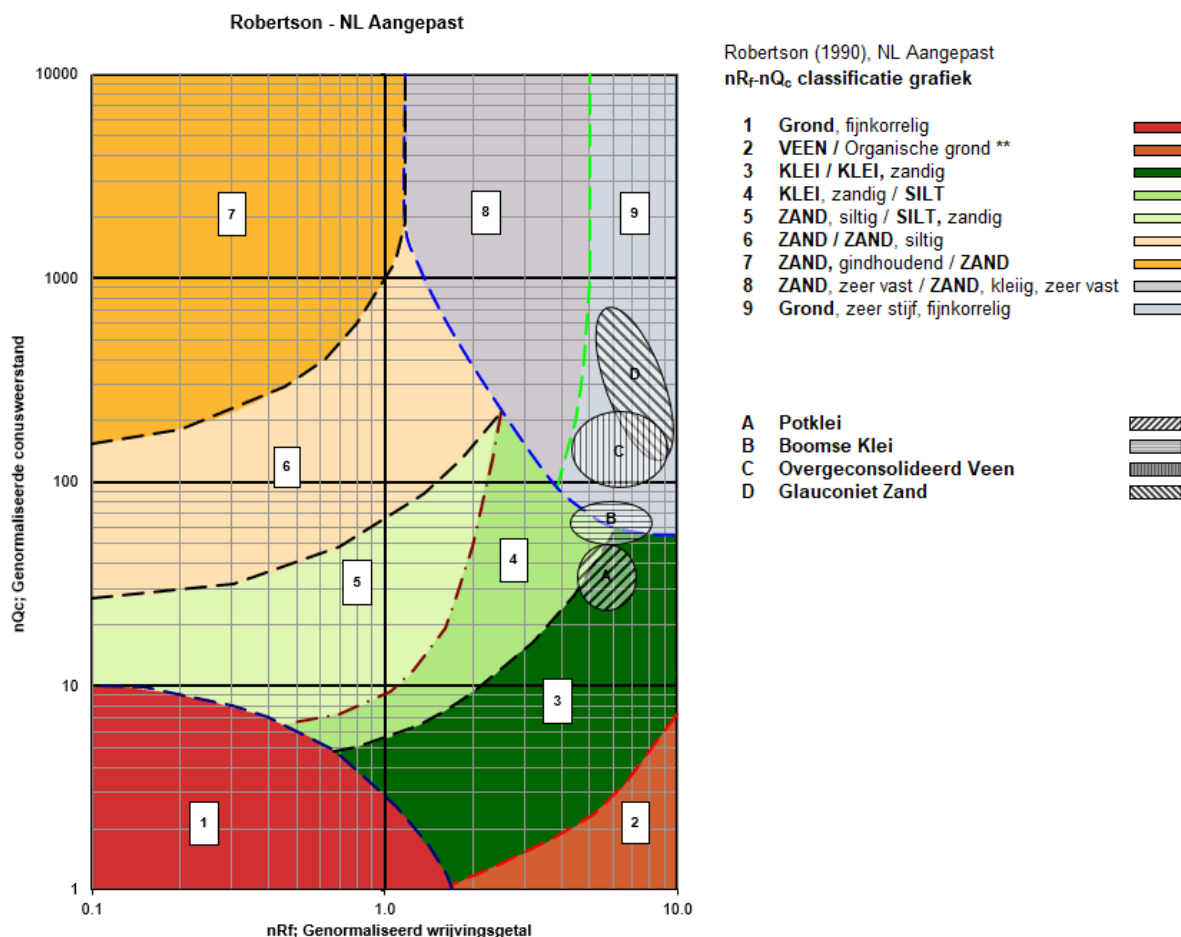 Robertson - NL Aangepast
Robertson (1990), NL Aangepast
nRf-nQc classificatie grafiek
1 Grond, fijnkorrelig
2 VEEN / Organische grond **
3 KLEI / KLEI, zandig
4 KLEI, zandig / SILT
5 ZAND, siltig / SILT, zandig
6 ZAND / ZAND, siltig
7 ZAND, gindhoudend / ZAND
8 ZAND, zeer vast / ZAND, kleiig, zeer vast
9 Grond, zeer stijf, fijnkorrelig
A Potklei
B Boomse Klei
C Overgeconsolideerd Veen
D Glauconiet Zand
nQc; Genormaliseerde conusweerstand
10000
1000
100
10
1
7
8
9
6
5
4
3
1
2
D
C
B
A
0.1
1.0
10.0
nRf; Genormaliseerd wrijvingsgetal